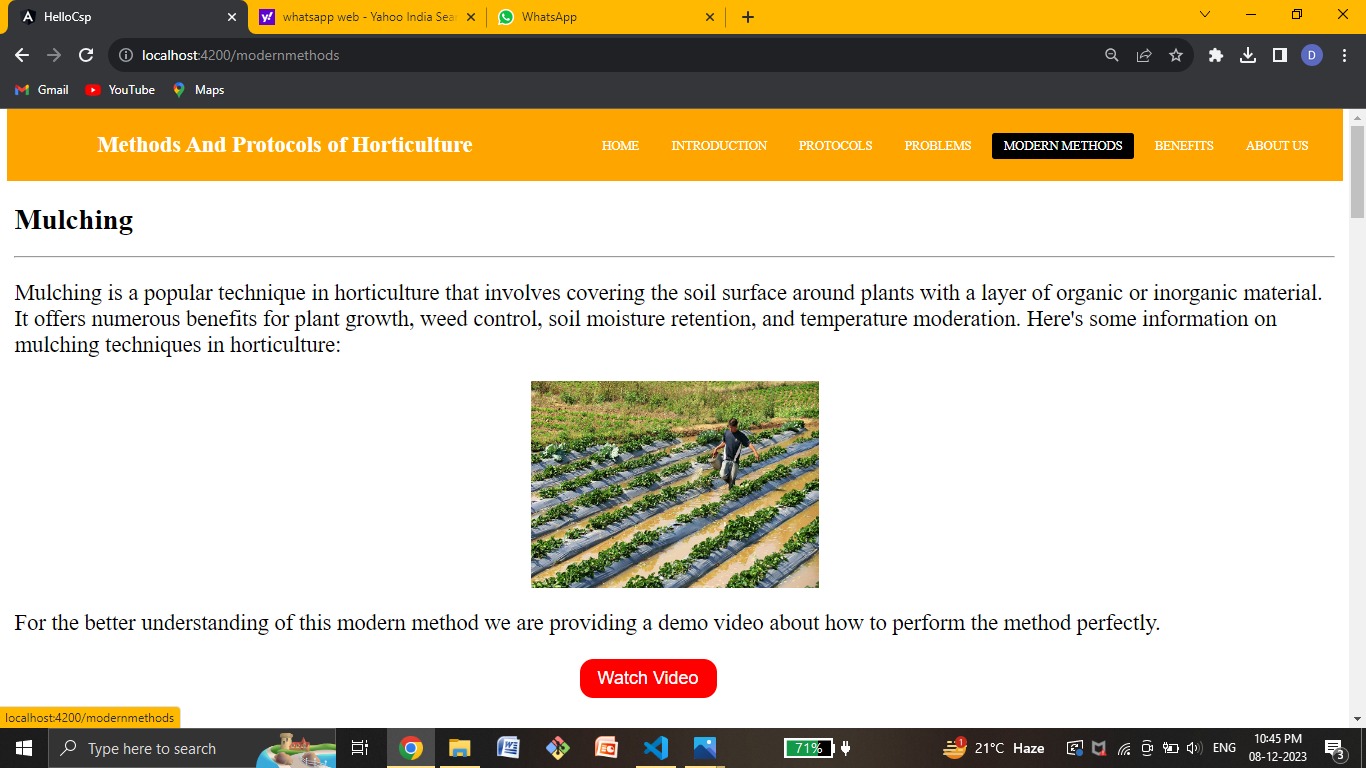 HelloCsp
whatsapp web - Yahoo India Sear
WhatsApp
localhost:4200/modernmethods
D
Gmail
YouTube
Maps
Methods And Protocols of Horticulture
HOME
INTRODUCTION
PROTOCOLS
PROBLEMS
MODERN METHODS
BENEFITS
ABOUT US
Mulching
Mulching is a popular technique in horticulture that involves covering the soil surface around plants with a layer of organic or inorganic material.
It offers numerous benefits for plant growth, weed control, soil moisture retention, and temperature moderation. Here's some information on
mulching techniques in horticulture:
For the better understanding of this modern method we are providing a demo video about how to perform the method perfectly.
Watch Video
localhost:4200/modernmethods
Type here to search
71%
1
21°C Haze
ENG
10:45 PM
08-12-2023
3